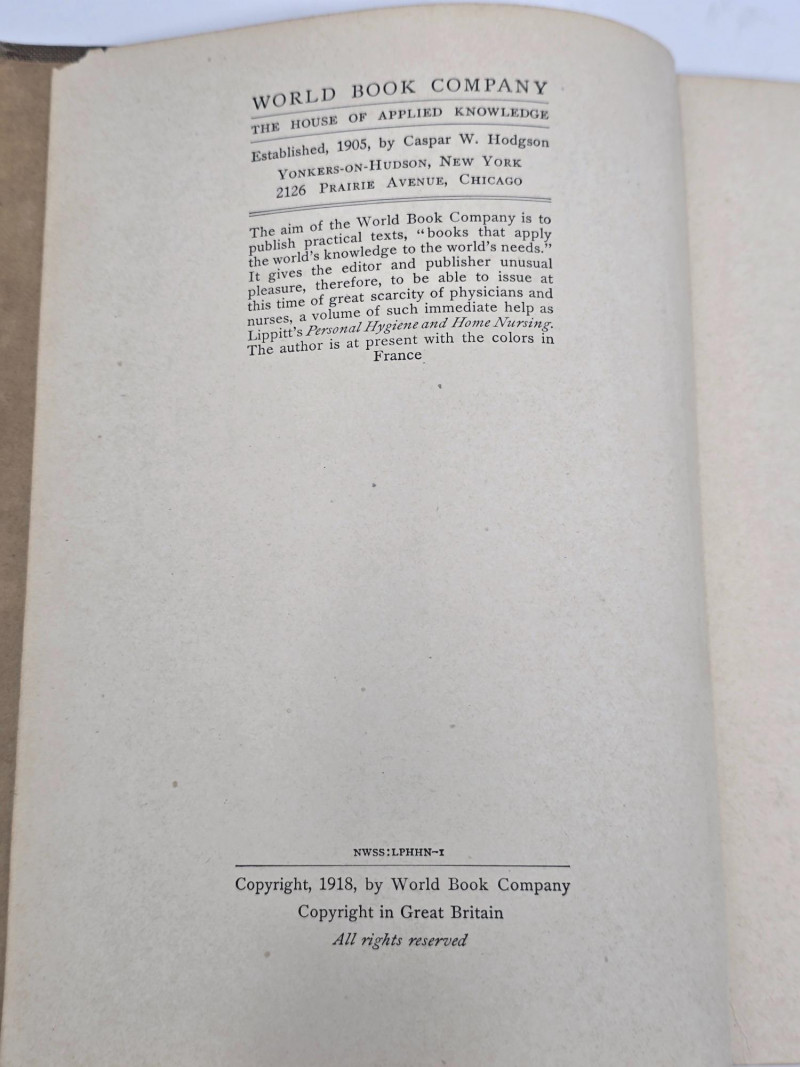 WORLD BOOK COMPANY
THE HOUSE OF APPLIED KNOWLEDGE
Established, 1905, by Caspar W. Hodgson
YONKERS-ON-HUDSON, NEW YORK
2126 PRAIRIE AVENUE, CHICAGO
The aim of the World Book Company is to
publish practical texts, "books that apply
the world's knowledge to the world's needs."
It gives the editor and publisher unusual
pleasure, therefore, to be able to issue at
this time of great scarcity of physicians and
nurses, a volume of such immediate help as
Lippitt's Personal Hygiene and Home Nursing.
The author is at present with the colors in
France
NWSS:LPHHN-1
Copyright, 1918, by World Book Company
Copyright in Great Britain
All rights reserved